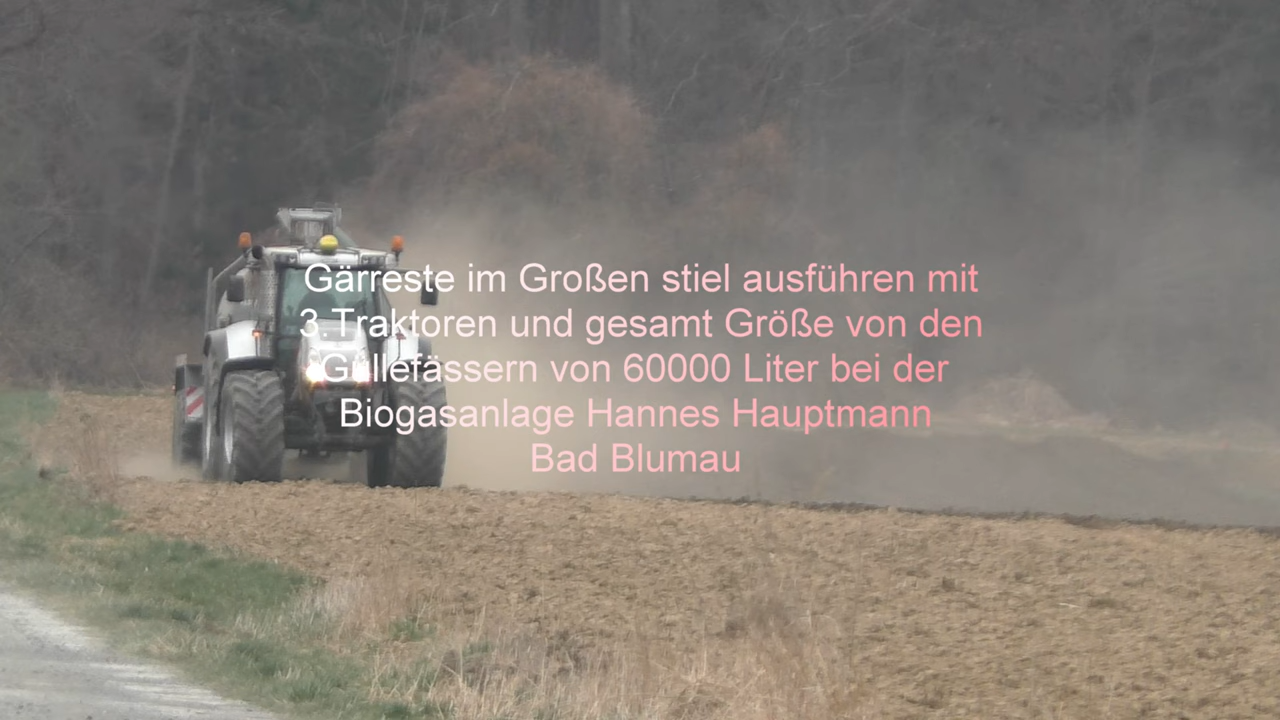 Gärreste im Großen stiel ausführen mit
3.Traktoren und gesamt Größe von den
Güllefässern von 60000 Liter bei der
Biogasanlage Hannes Hauptmann
Bad Blumau